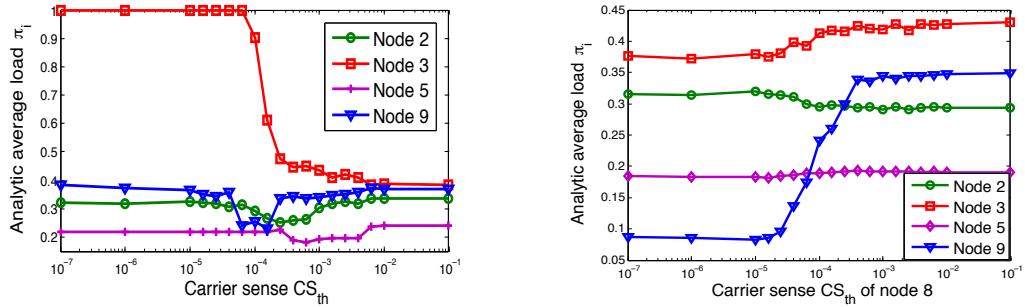 Analytic average load π_i
1
0.9
0.8
0.7
0.6
0.5
0.4
0.3
0.2
10^-7
10^-6
10^-5
10^-4
10^-3
10^-2
10^-1
Carrier sense CS_th
Node 2
Node 3
Node 5
Node 9
Analytic average load π_i
0.45
0.4
0.35
0.3
0.25
0.2
0.15
0.1
0.05
10^-7
10^-6
10^-5
10^-4
10^-3
10^-2
10^-1
Carrier sense CS_th of node 8
Node 2
Node 3
Node 5
Node 9